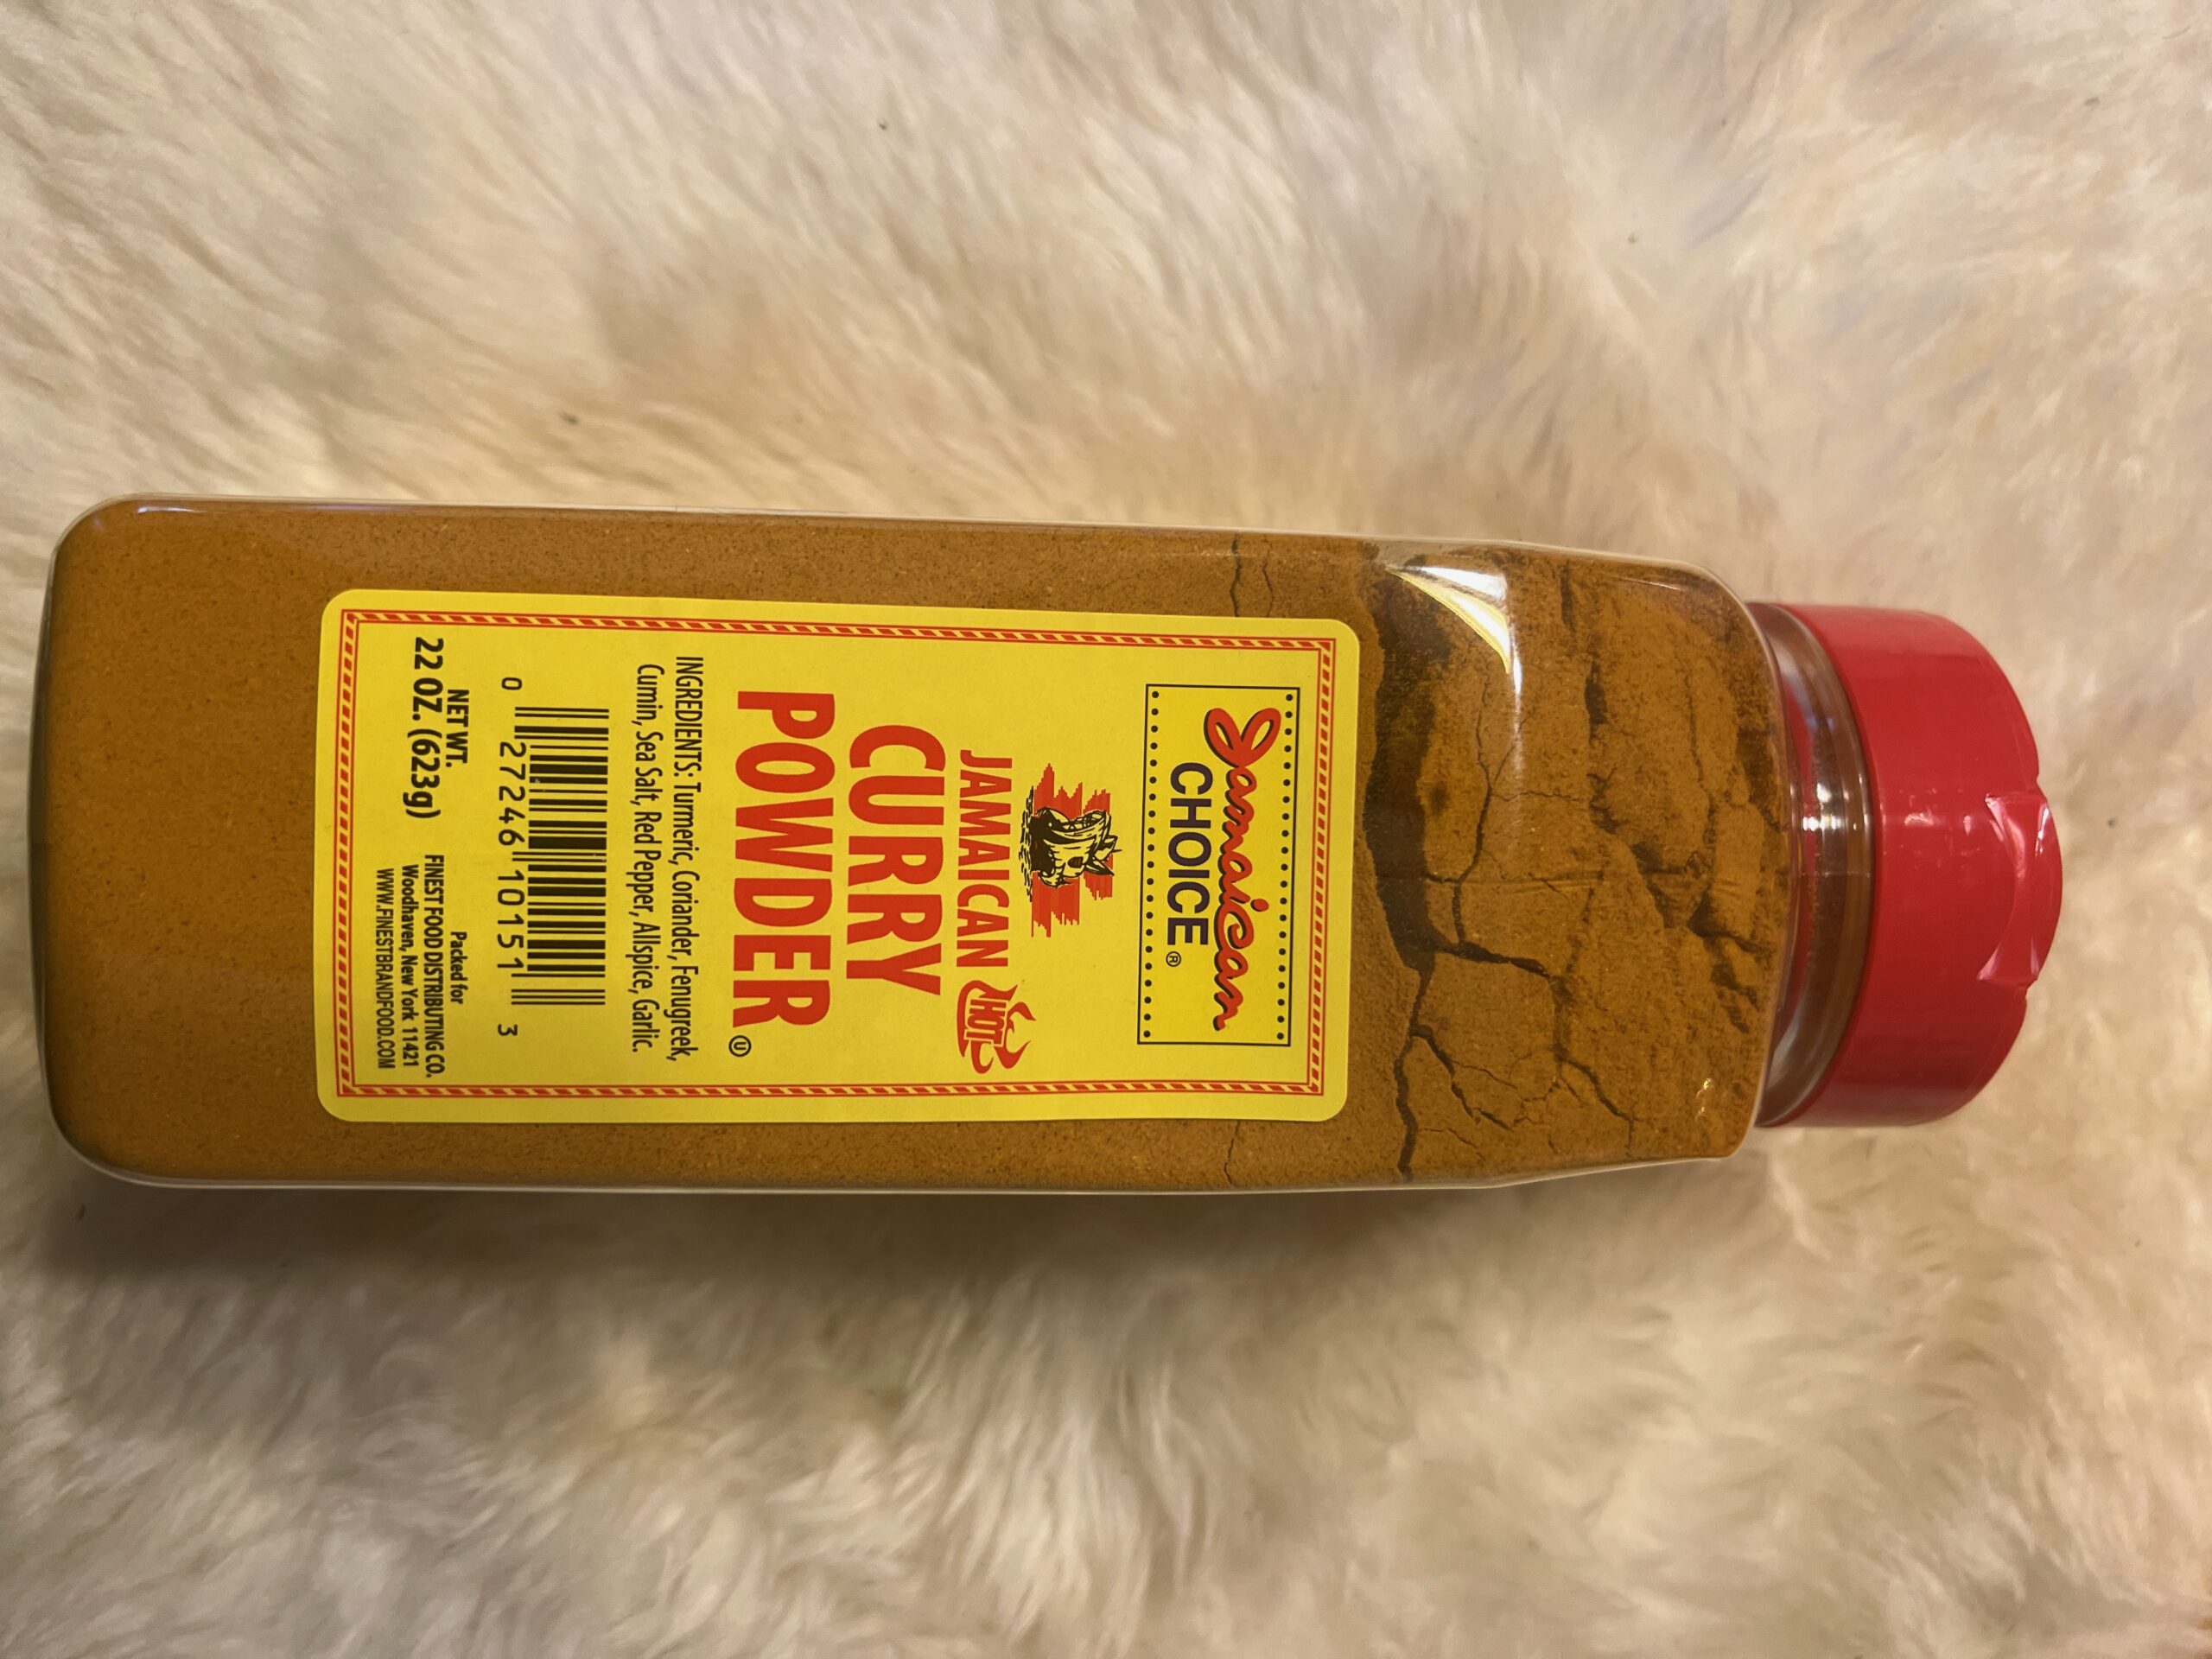 Jamaican
CHOICE®
JAMAICAN HOT
CURRY
POWDER Ⓤ
INGREDIENTS: Turmeric, Coriander, Fenugreek,
Cumin, Sea Salt, Red Pepper, Allspice, Garlic.
0 27246 10151 3
NET WT.
22 OZ. (623g)
Packed for
FINEST FOOD DISTRIBUTING CO.
Woodhaven, New York 11421
WWW.FINESTBRANDFOOD.COM